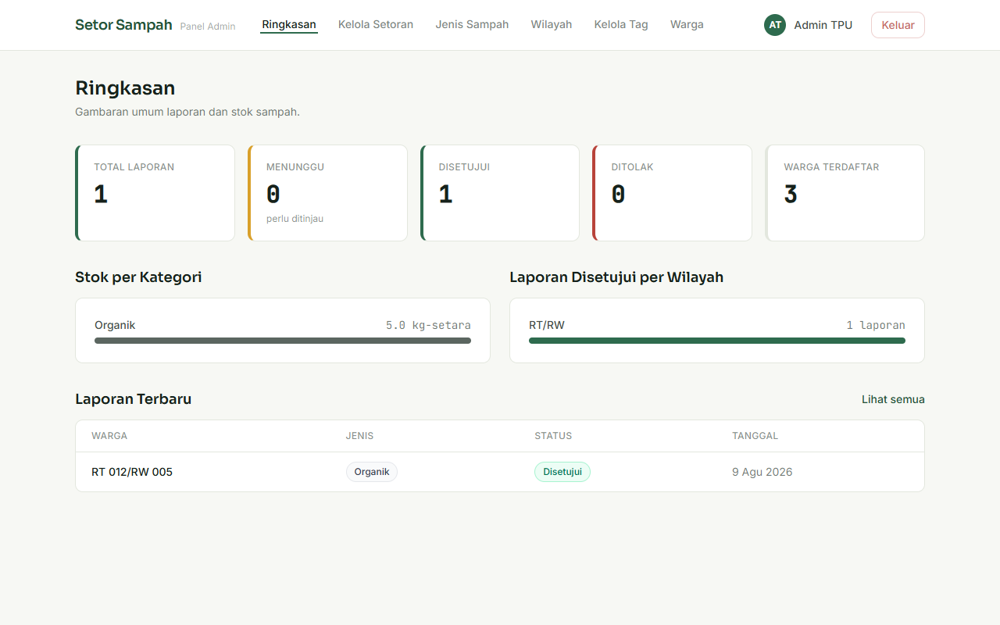 Setor Sampah Panel Admin Ringkasan Kelola Setoran Jenis Sampah Wilayah Kelola Tag Warga AT Admin TPU Keluar
Ringkasan
Gambaran umum laporan dan stok sampah.
TOTAL LAPORAN MENUNGGU DISETUJUI DITOLAK WARGA TERDAFTAR
1 0 1 0 3
perlu ditinjau
Stok per Kategori Laporan Disetujui per Wilayah
Organik 5.0 kg-setara RT/RW 1 laporan
Laporan Terbaru Lihat semua
WARGA JENIS STATUS TANGGAL
RT 012/RW 005 Organik Disetujui 9 Agu 2026